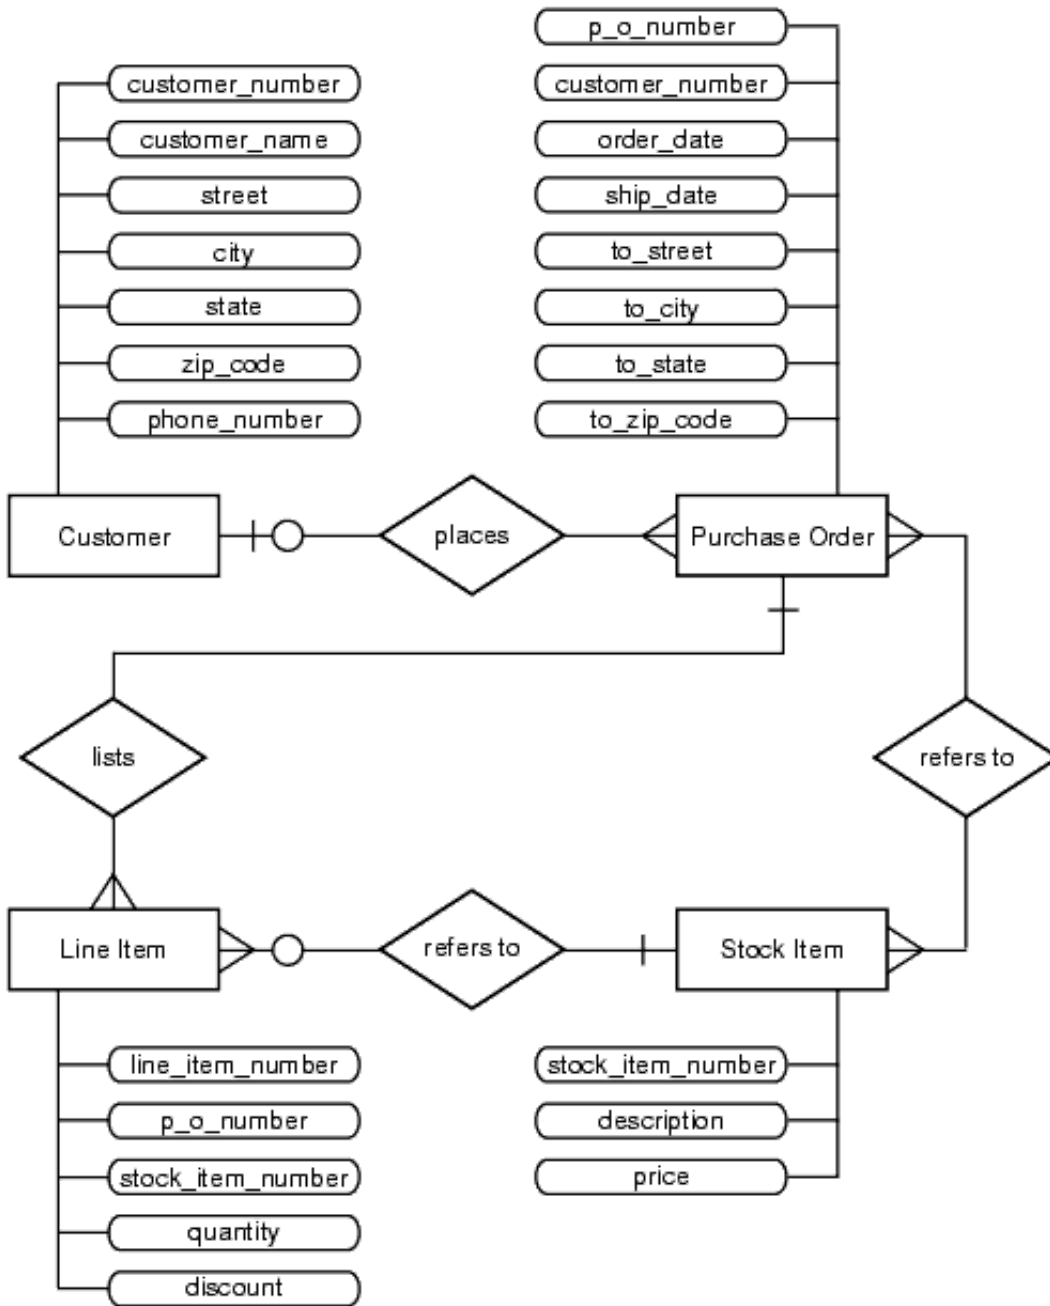 p_o_number
customer_number
customer_number
customer_name
order_date
street
ship_date
city
to_street
state
to_city
zip_code
to_state
phone_number
to_zip_code
Customer
places
Purchase Order
lists
refers to
Line Item
refers to
Stock Item
line_item_number
stock_item_number
p_o_number
description
stock_item_number
price
quantity
discount